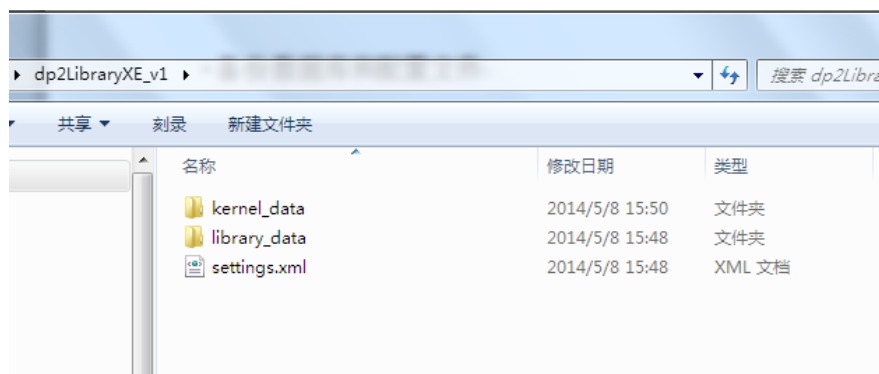 dp2LibraryXE_v1
搜索 dp2Libra
共享 刻录 新建文件夹
名称 修改日期 类型
kernel_data 2014/5/8 15:50 文件夹
library_data 2014/5/8 15:48 文件夹
settings.xml 2014/5/8 15:48 XML 文档